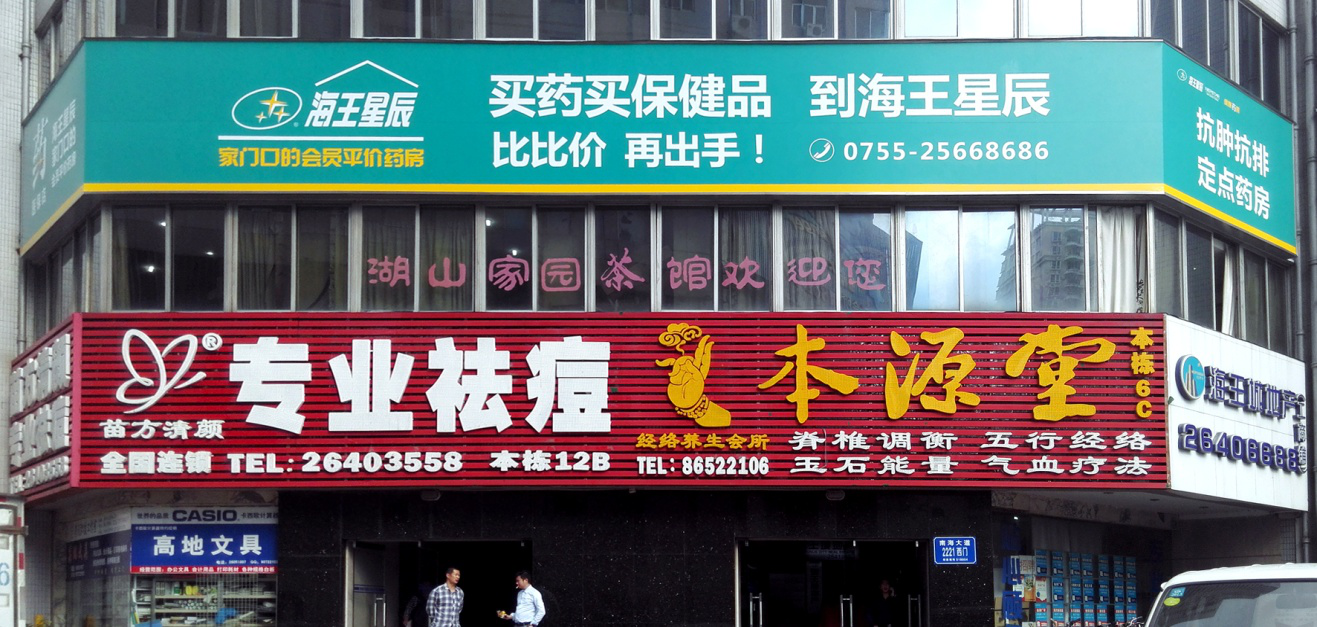 海王星辰
家门口的会员平价药房
买药买保健品 到海王星辰
比比价 再出手！
0755-25668686
抗肿抗排
定点药房
湖山家园茶馆欢迎您
苗方清颜
®
专业祛痘
全国连锁 TEL:26403558 本栋12B
本源堂
本栋6C
经络养生会所
TEL:86522106
脊椎调衡 五行经络
玉石能量 气血疗法
海王城地产
CASIO
高地文具
南海大道
2221西门